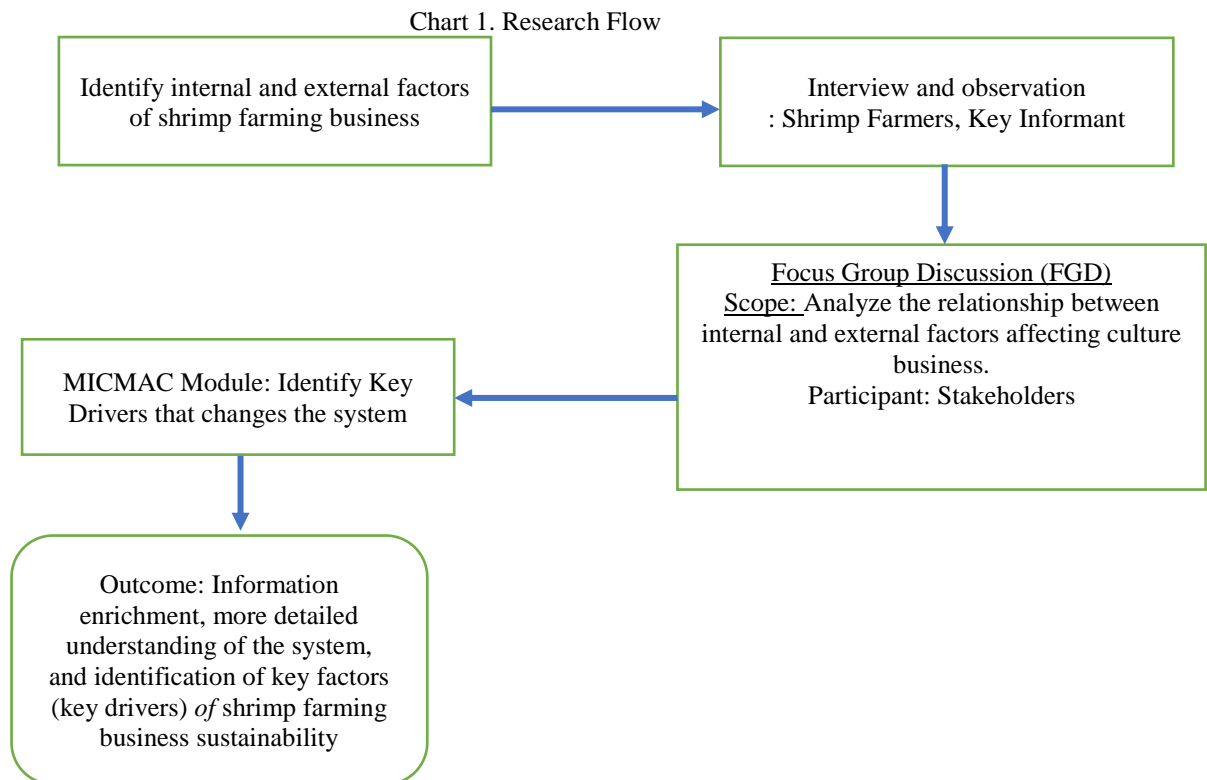 Chart 1. Research Flow
Identify internal and external factors
of shrimp farming business
Interview and observation
: Shrimp Farmers, Key Informant
Focus Group Discussion (FGD)
Scope: Analyze the relationship between
internal and external factors affecting culture
business.
Participant: Stakeholders
MICMAC Module: Identify Key
Drivers that changes the system
Outcome: Information
enrichment, more detailed
understanding of the system,
and identification of key factors
(key drivers) of shrimp farming
business sustainability